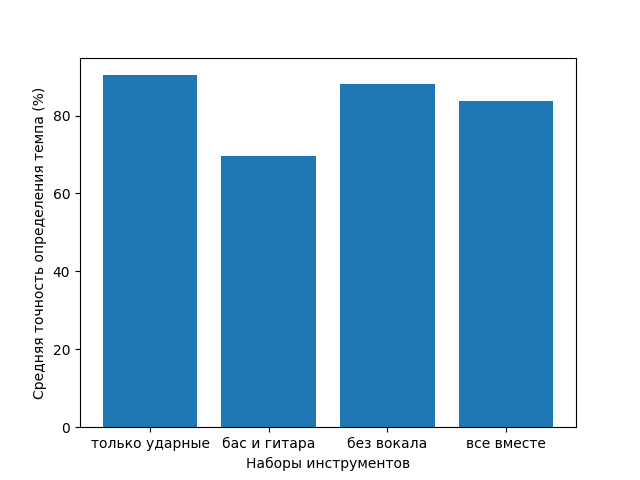 Средняя точность определения темпа (%)
80
60
40
20
0
только ударные бас и гитара без вокала все вместе
Наборы инструментов